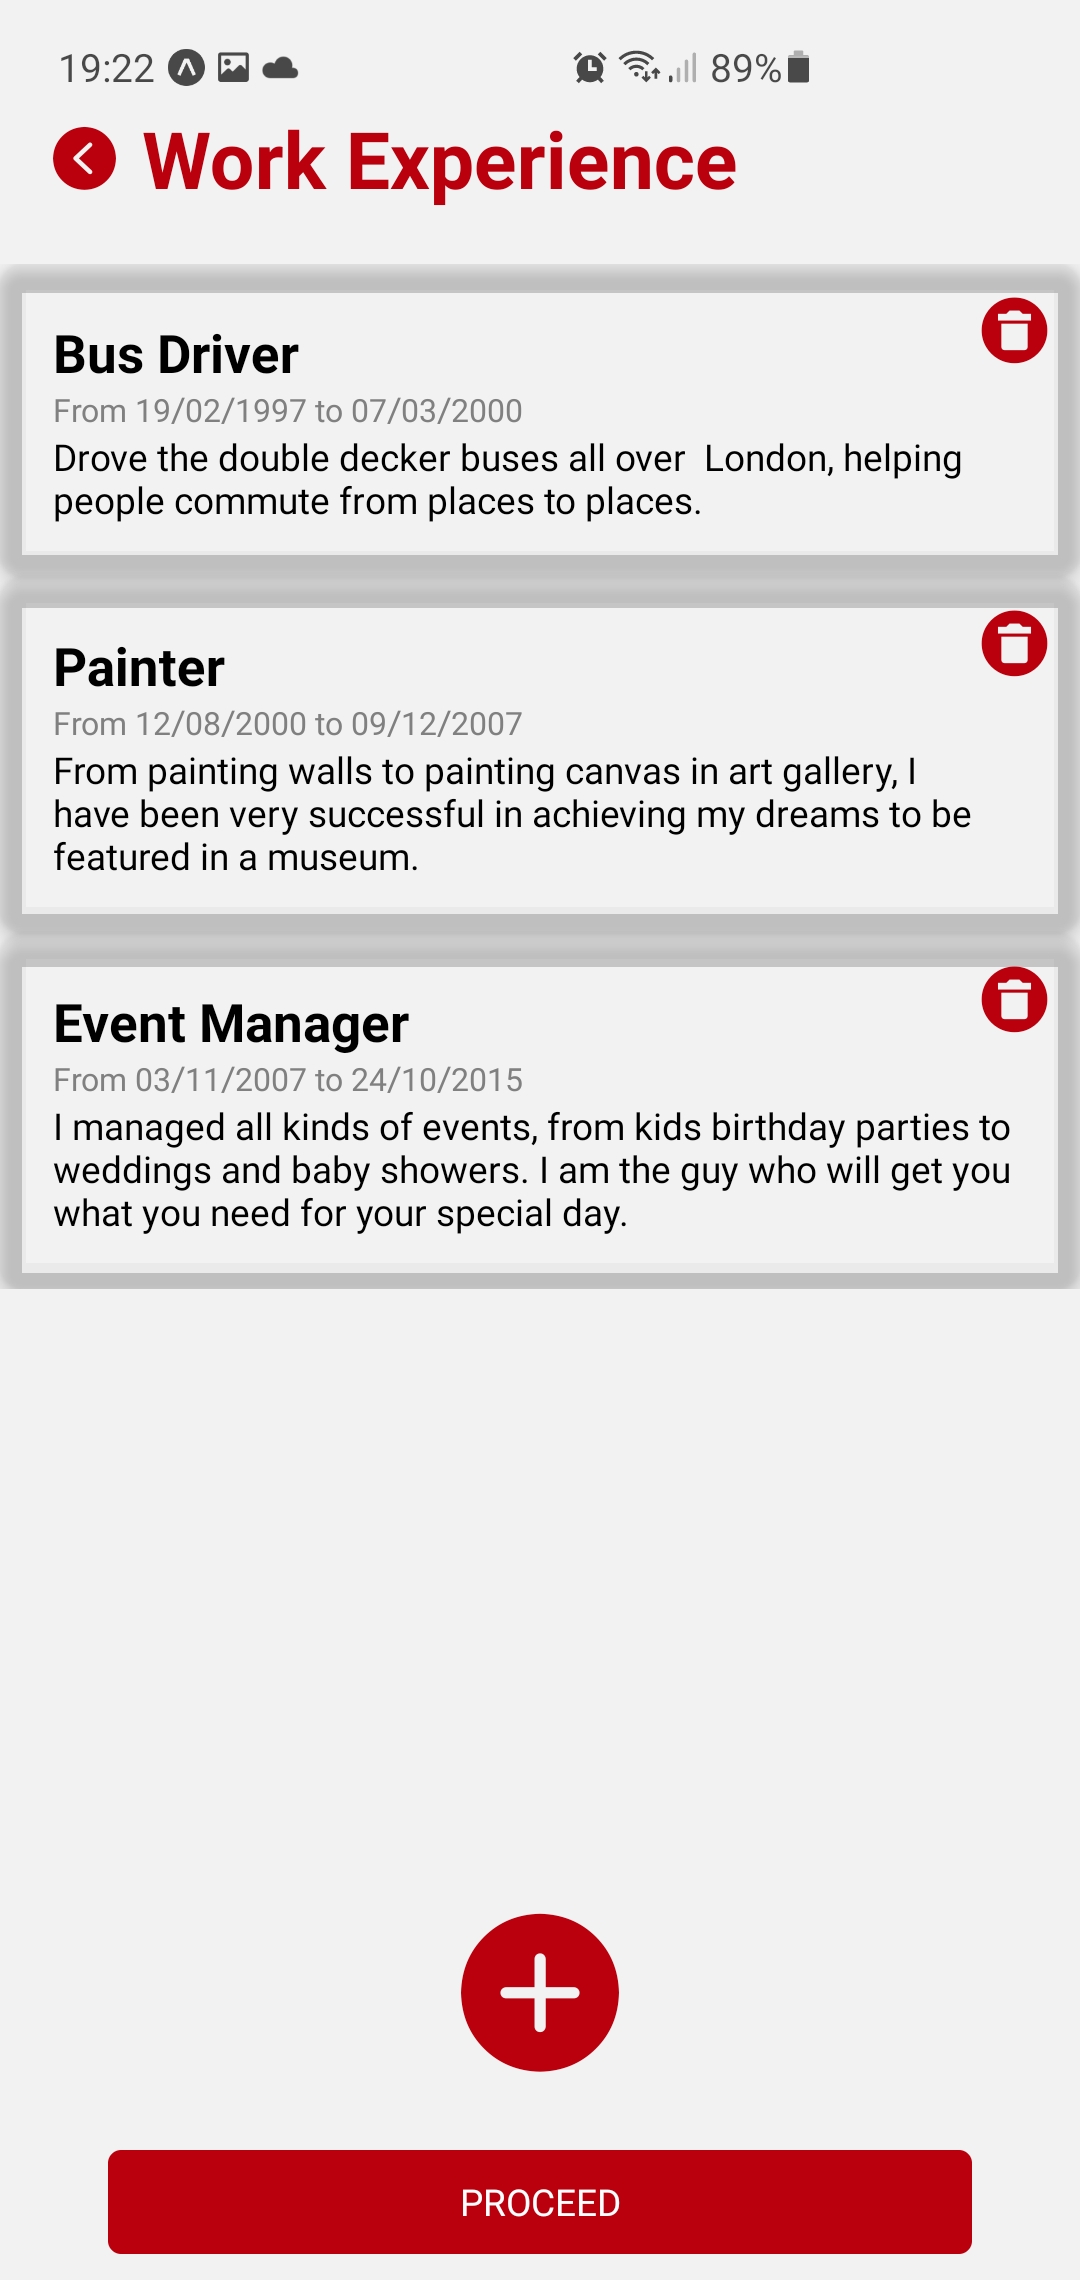 19:22
89%
Work Experience
Bus Driver
From 19/02/1997 to 07/03/2000
Drove the double decker buses all over  London, helping
people commute from places to places.
Painter
From 12/08/2000 to 09/12/2007
From painting walls to painting canvas in art gallery, I
have been very successful in achieving my dreams to be
featured in a museum.
Event Manager
From 03/11/2007 to 24/10/2015
I managed all kinds of events, from kids birthday parties to
weddings and baby showers. I am the guy who will get you
what you need for your special day.
PROCEED